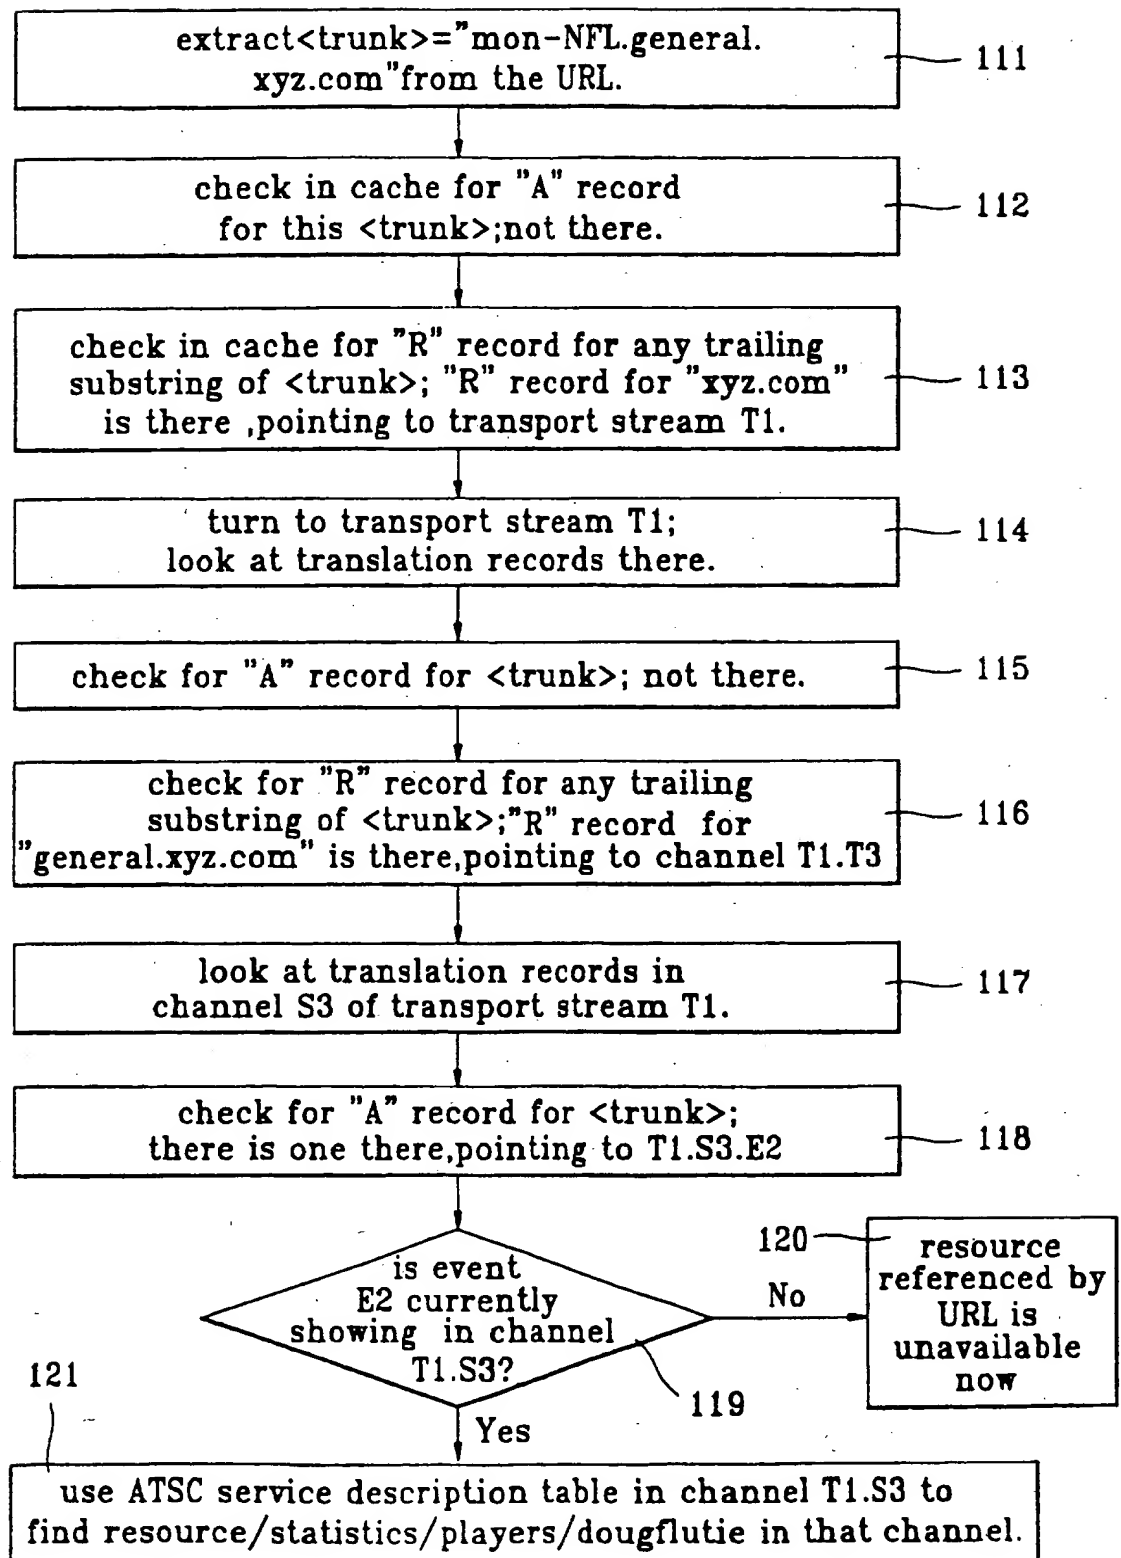 extract<trunk>="mon-NFL.general.
xyz.com"from the URL.
111
check in cache for "A" record
for this <trunk>;not there.
112
check in cache for "R" record for any trailing
substring of <trunk>; "R" record for "xyz.com"
is there ,pointing to transport stream T1.
113
turn to transport stream T1;
look at translation records there.
114
check for "A" record for <trunk>; not there.
115
check for "R" record for any trailing
substring of <trunk>;"R" record for
"general.xyz.com" is there,pointing to channel T1.T3
116
look at translation records in
channel S3 of transport stream T1.
117
check for "A" record for <trunk>;
there is one there,pointing to T1.S3.E2
118
is event
E2 currently
showing in channel
T1.S3?
119
No
120
resource
referenced by
URL is
unavailable
now
Yes
121
use ATSC service description table in channel T1.S3 to
find resource/statistics/players/dougflutie in that channel.